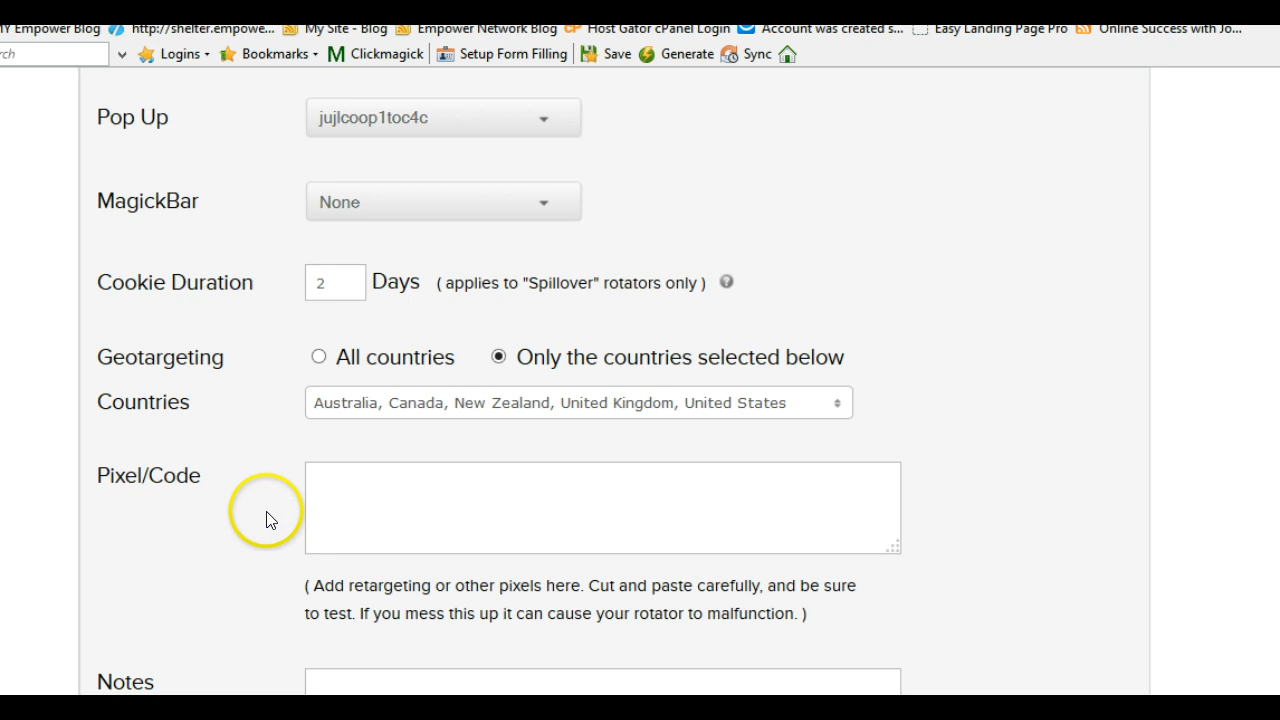 MY Empower Blog http://shelter.empowe... My Site - Blog Empower Network Blog Host Gator cPanel Login Account was created s... Easy Landing Page Pro Online Success with Jo...
rch Logins Bookmarks Clickmagick Setup Form Filling Save Generate Sync
Pop Up jujlcoop1toc4c
MagickBar None
Cookie Duration 2 Days ( applies to "Spillover" rotators only ) ?
Geotargeting All countries Only the countries selected below
Countries Australia, Canada, New Zealand, United Kingdom, United States
Pixel/Code
( Add retargeting or other pixels here. Cut and paste carefully, and be sure
to test. If you mess this up it can cause your rotator to malfunction. )
Notes